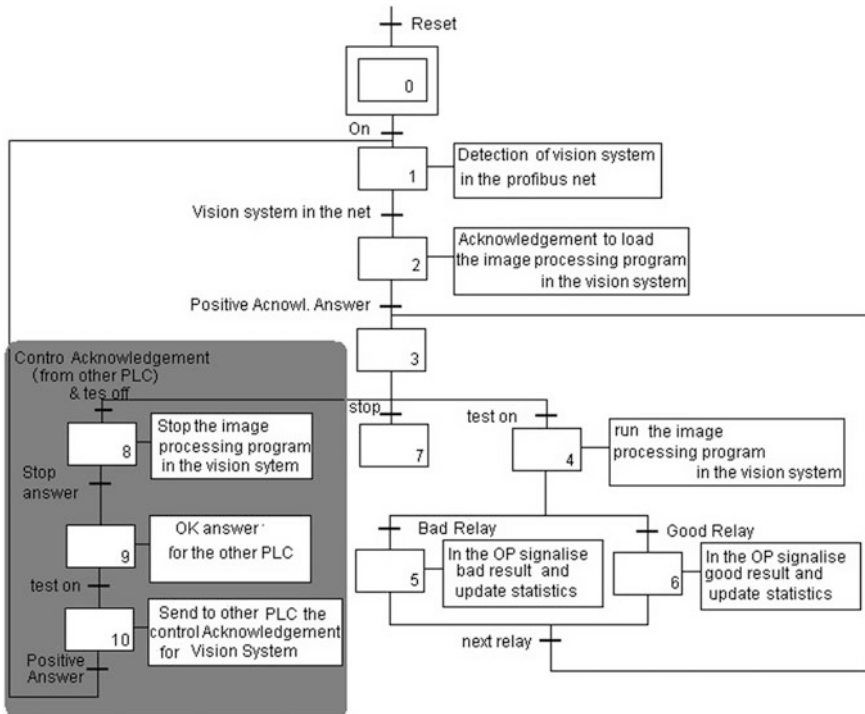 Reset
0
On
1
Detection of vision system
in the profibus net
Vision system in the net
2
Acknowledgement to load
the image processing program
in the vision system
Positive Acnowl. Answer
3
Contro Acknowledgement
(from other PLC)
& tes off
stop
test on
8
Stop the image
processing program
in the vision sytem
7
4
run the image
processing program
in the vision system
Stop
answer
9
OK answer
for the other PLC
Bad Relay
Good Relay
5
In the OP signalise
bad result and
update statistics
6
In the OP signalise
good result and
update statistics
test on
10
Send to other PLC the
control Acknowledgement
for Vision System
next relay
Positive
Answer